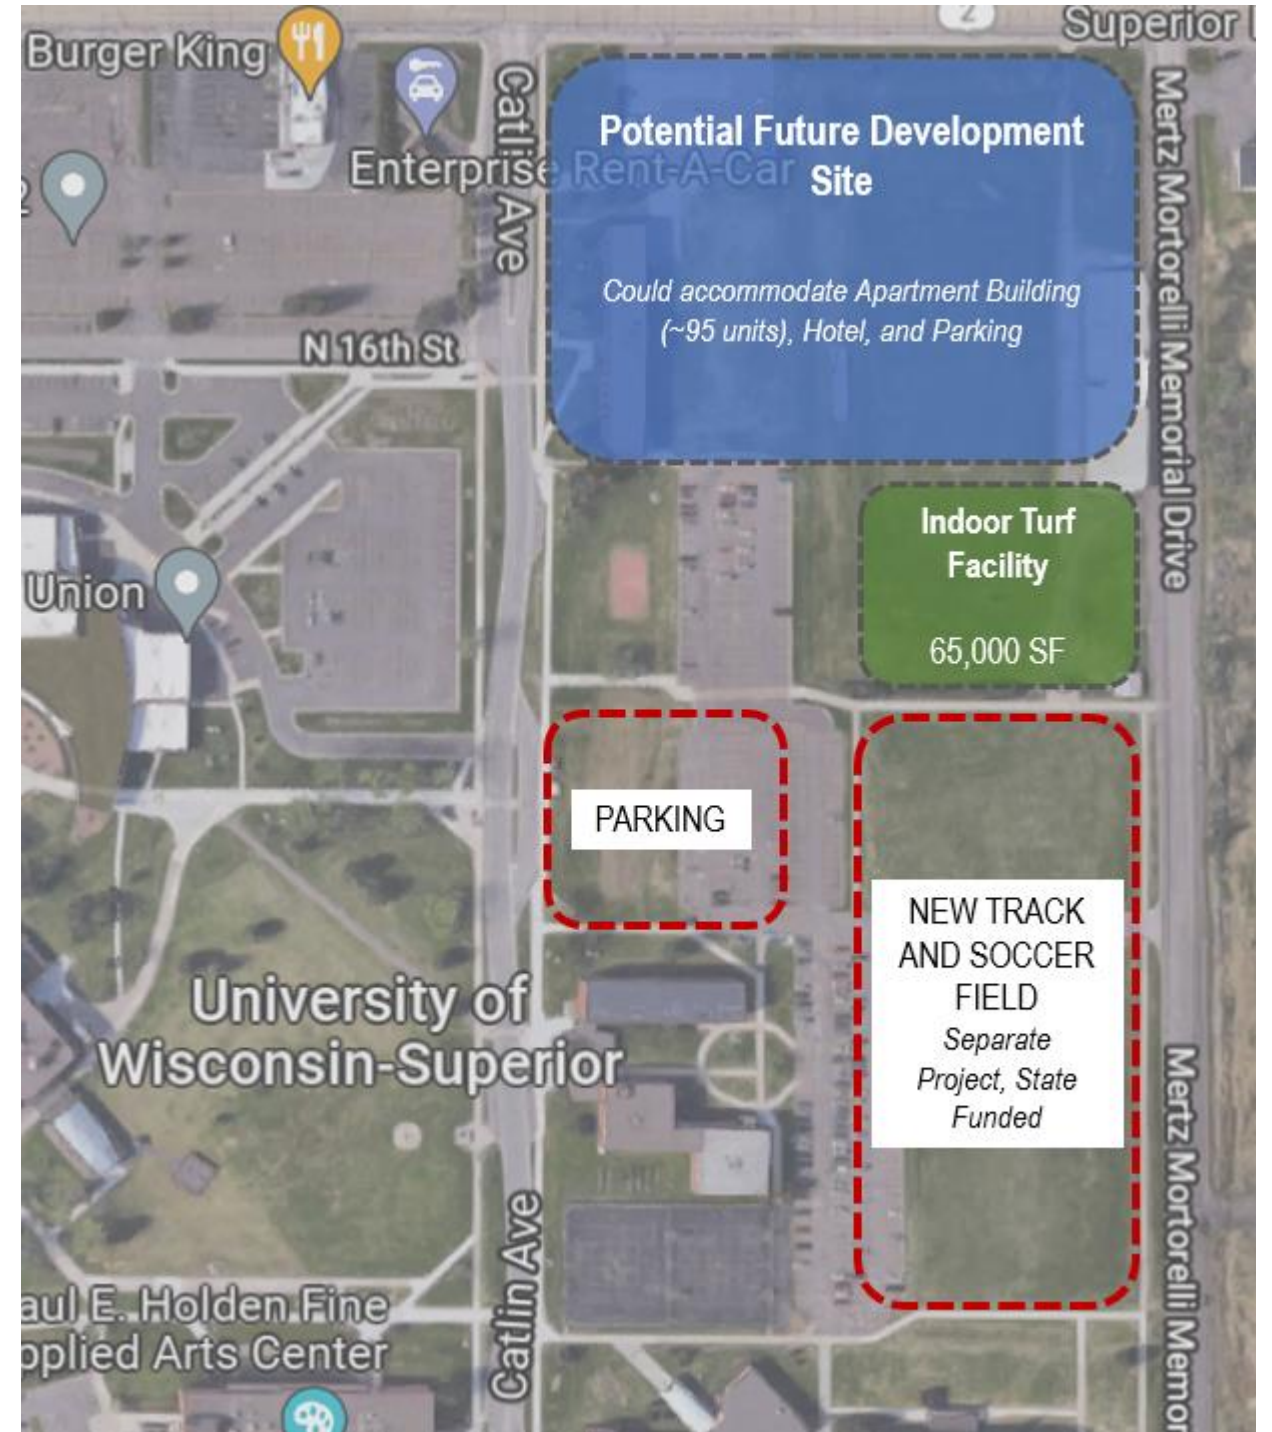 2
Superior
Burger King
Catlin Ave
Enterprise Rent-A-Car
2
Potential Future Development
Site
Could accommodate Apartment Building
(~95 units), Hotel, and Parking
Mertz Mortorelli Memorial Drive
N 16th St
Indoor Turf
Facility
65,000 SF
Union
PARKING
NEW TRACK
AND SOCCER
FIELD
Separate
Project, State
Funded
University of
Wisconsin-Superior
Mertz Mortorelli Memor
Catlin Ave
aul E. Holden Fine
pplied Arts Center